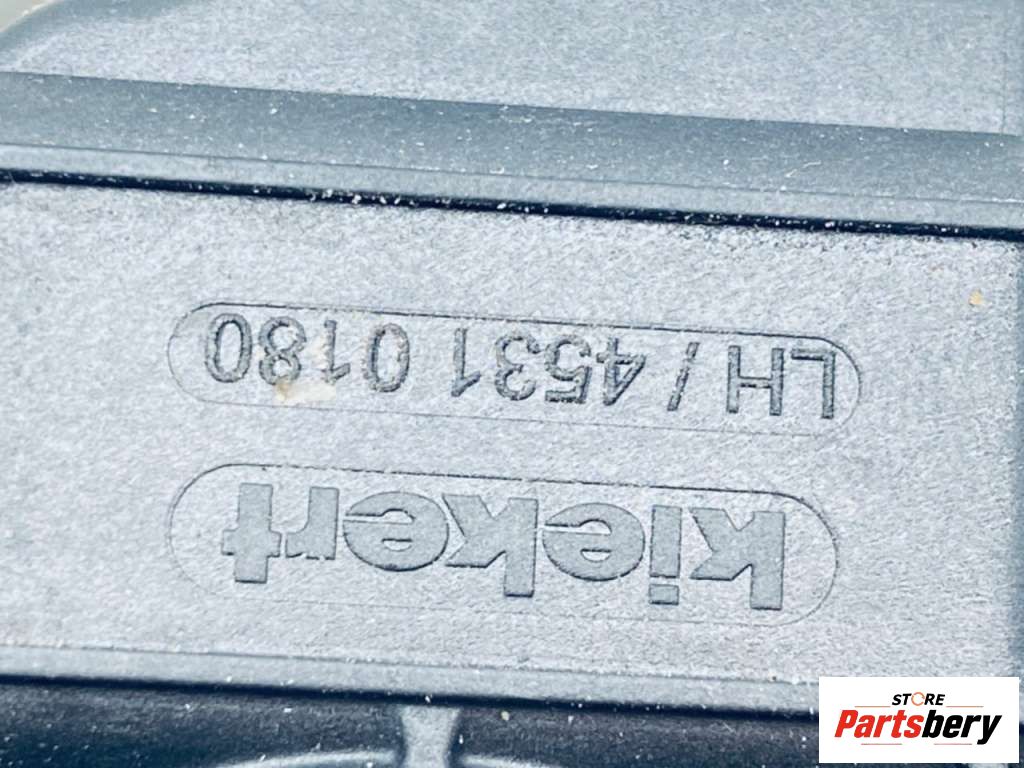 kiekert
LH / 4531 0180
STORE
Partsbery